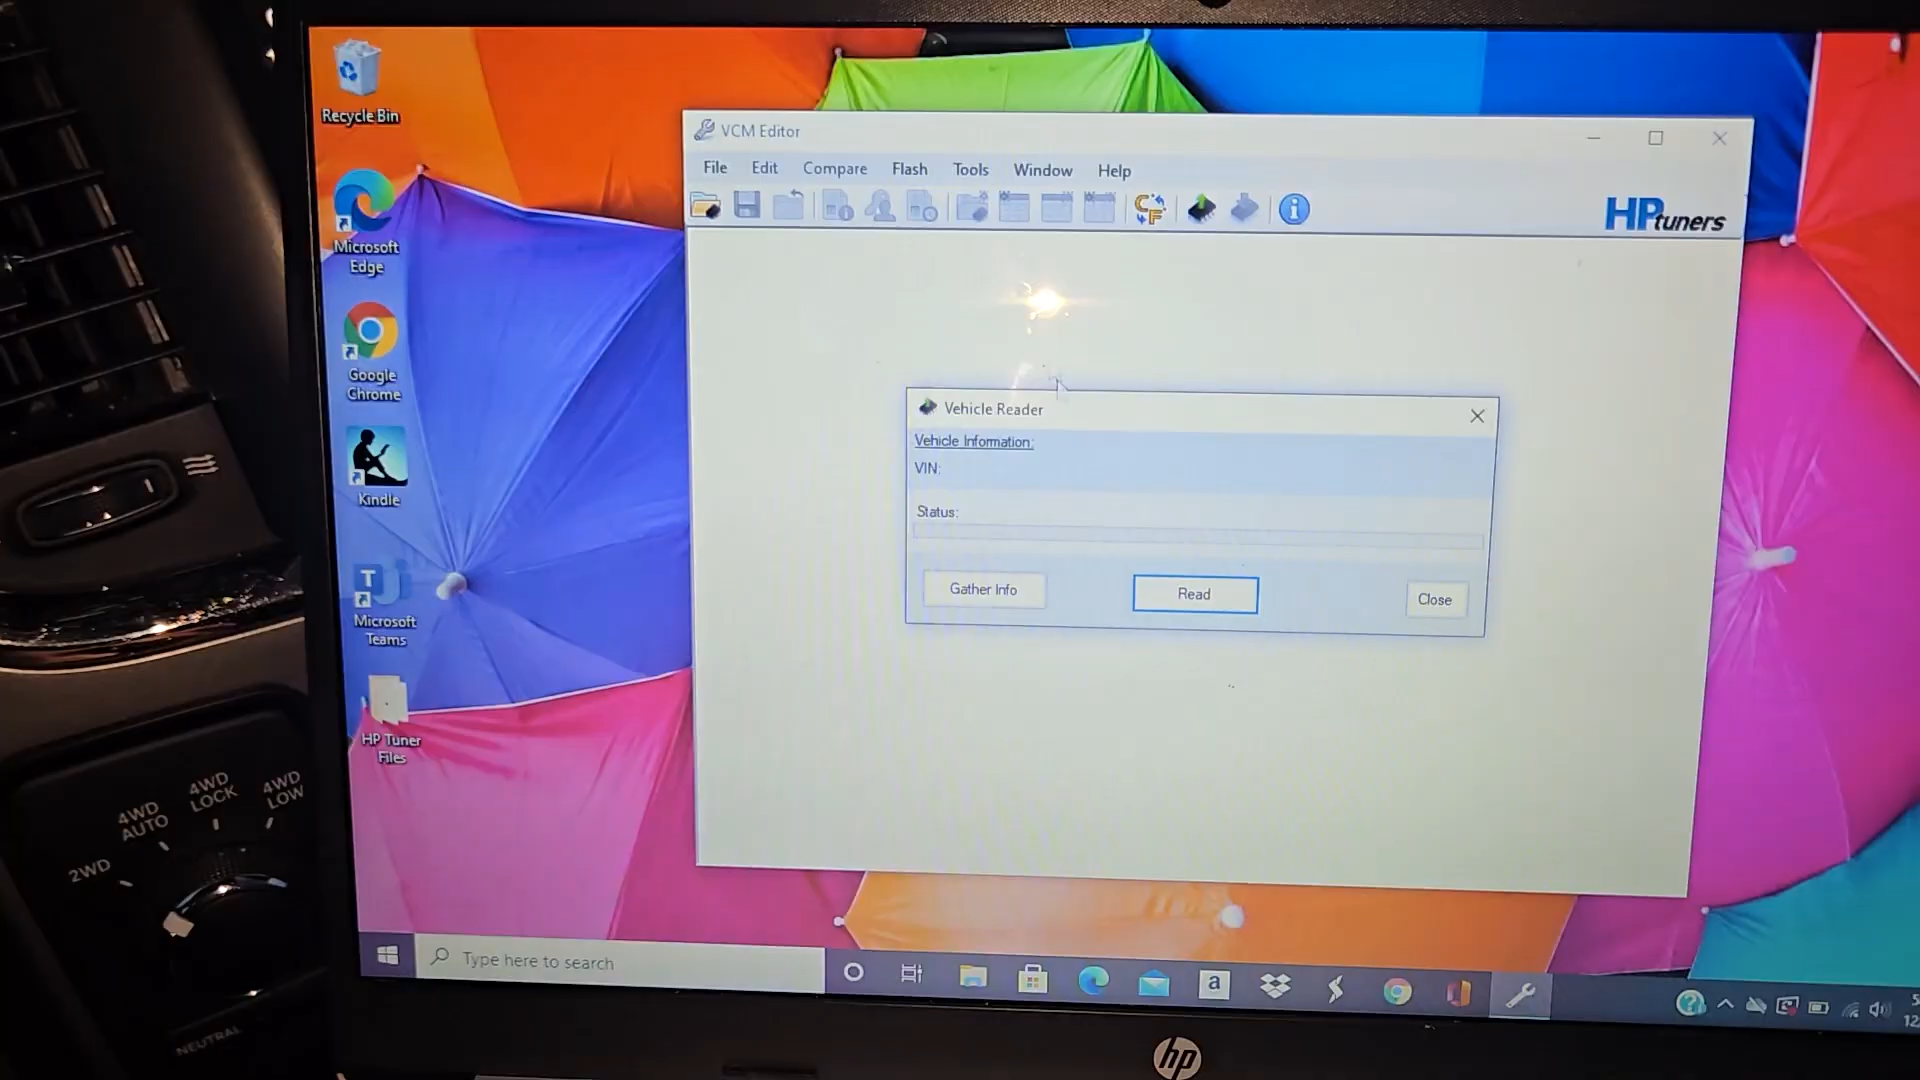 Recycle Bin
Microsoft
Edge
Google
Chrome
Kindle
T
Microsoft
Teams
HP Tuner
Files
VCM Editor
File Edit Compare Flash Tools Window Help
HP tuners
Vehicle Reader
Vehicle Information:
VIN:
Status:
Gather Info Read Close
Type here to search
a
hp
2WD
4WD
AUTO
4WD
LOCK
4WD
LOW
NEUTRAL